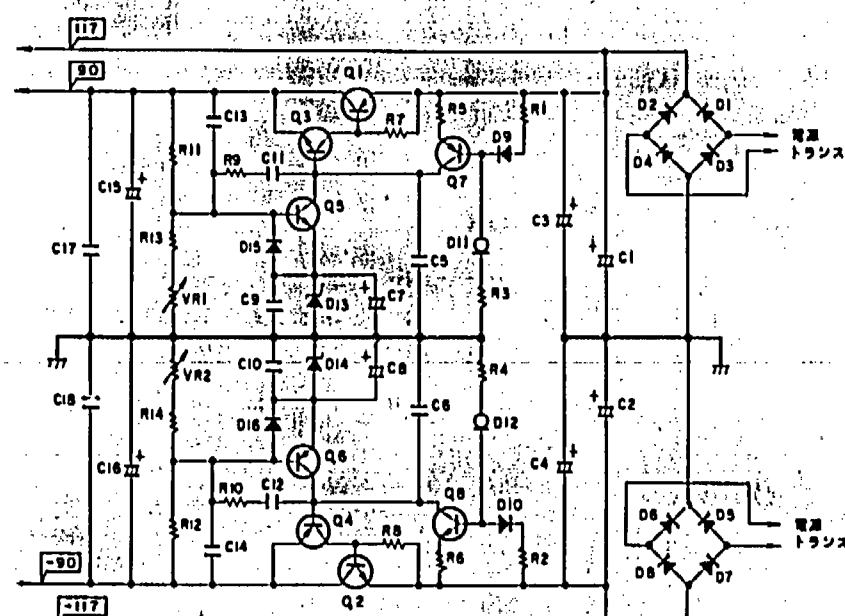 117
90
Q1
C13
Q3
R7
R5
R1
D2
D1
R11
D9
電源
トランス
R9
C11
Q7
D4
D3
C15
Q5
C3
D15
D11
R13
C5
C1
C17
VR1
C9
D13
C7
R3
C10
D14
C8
R4
VR2
C18
C6
C2
R14
D16
D12
Q6
C16
C4
R10
C12
Q8
D10
D6
D5
電源
トランス
Q4
R12
R8
C14
R6
R2
D8
D7
-90
Q2
-117